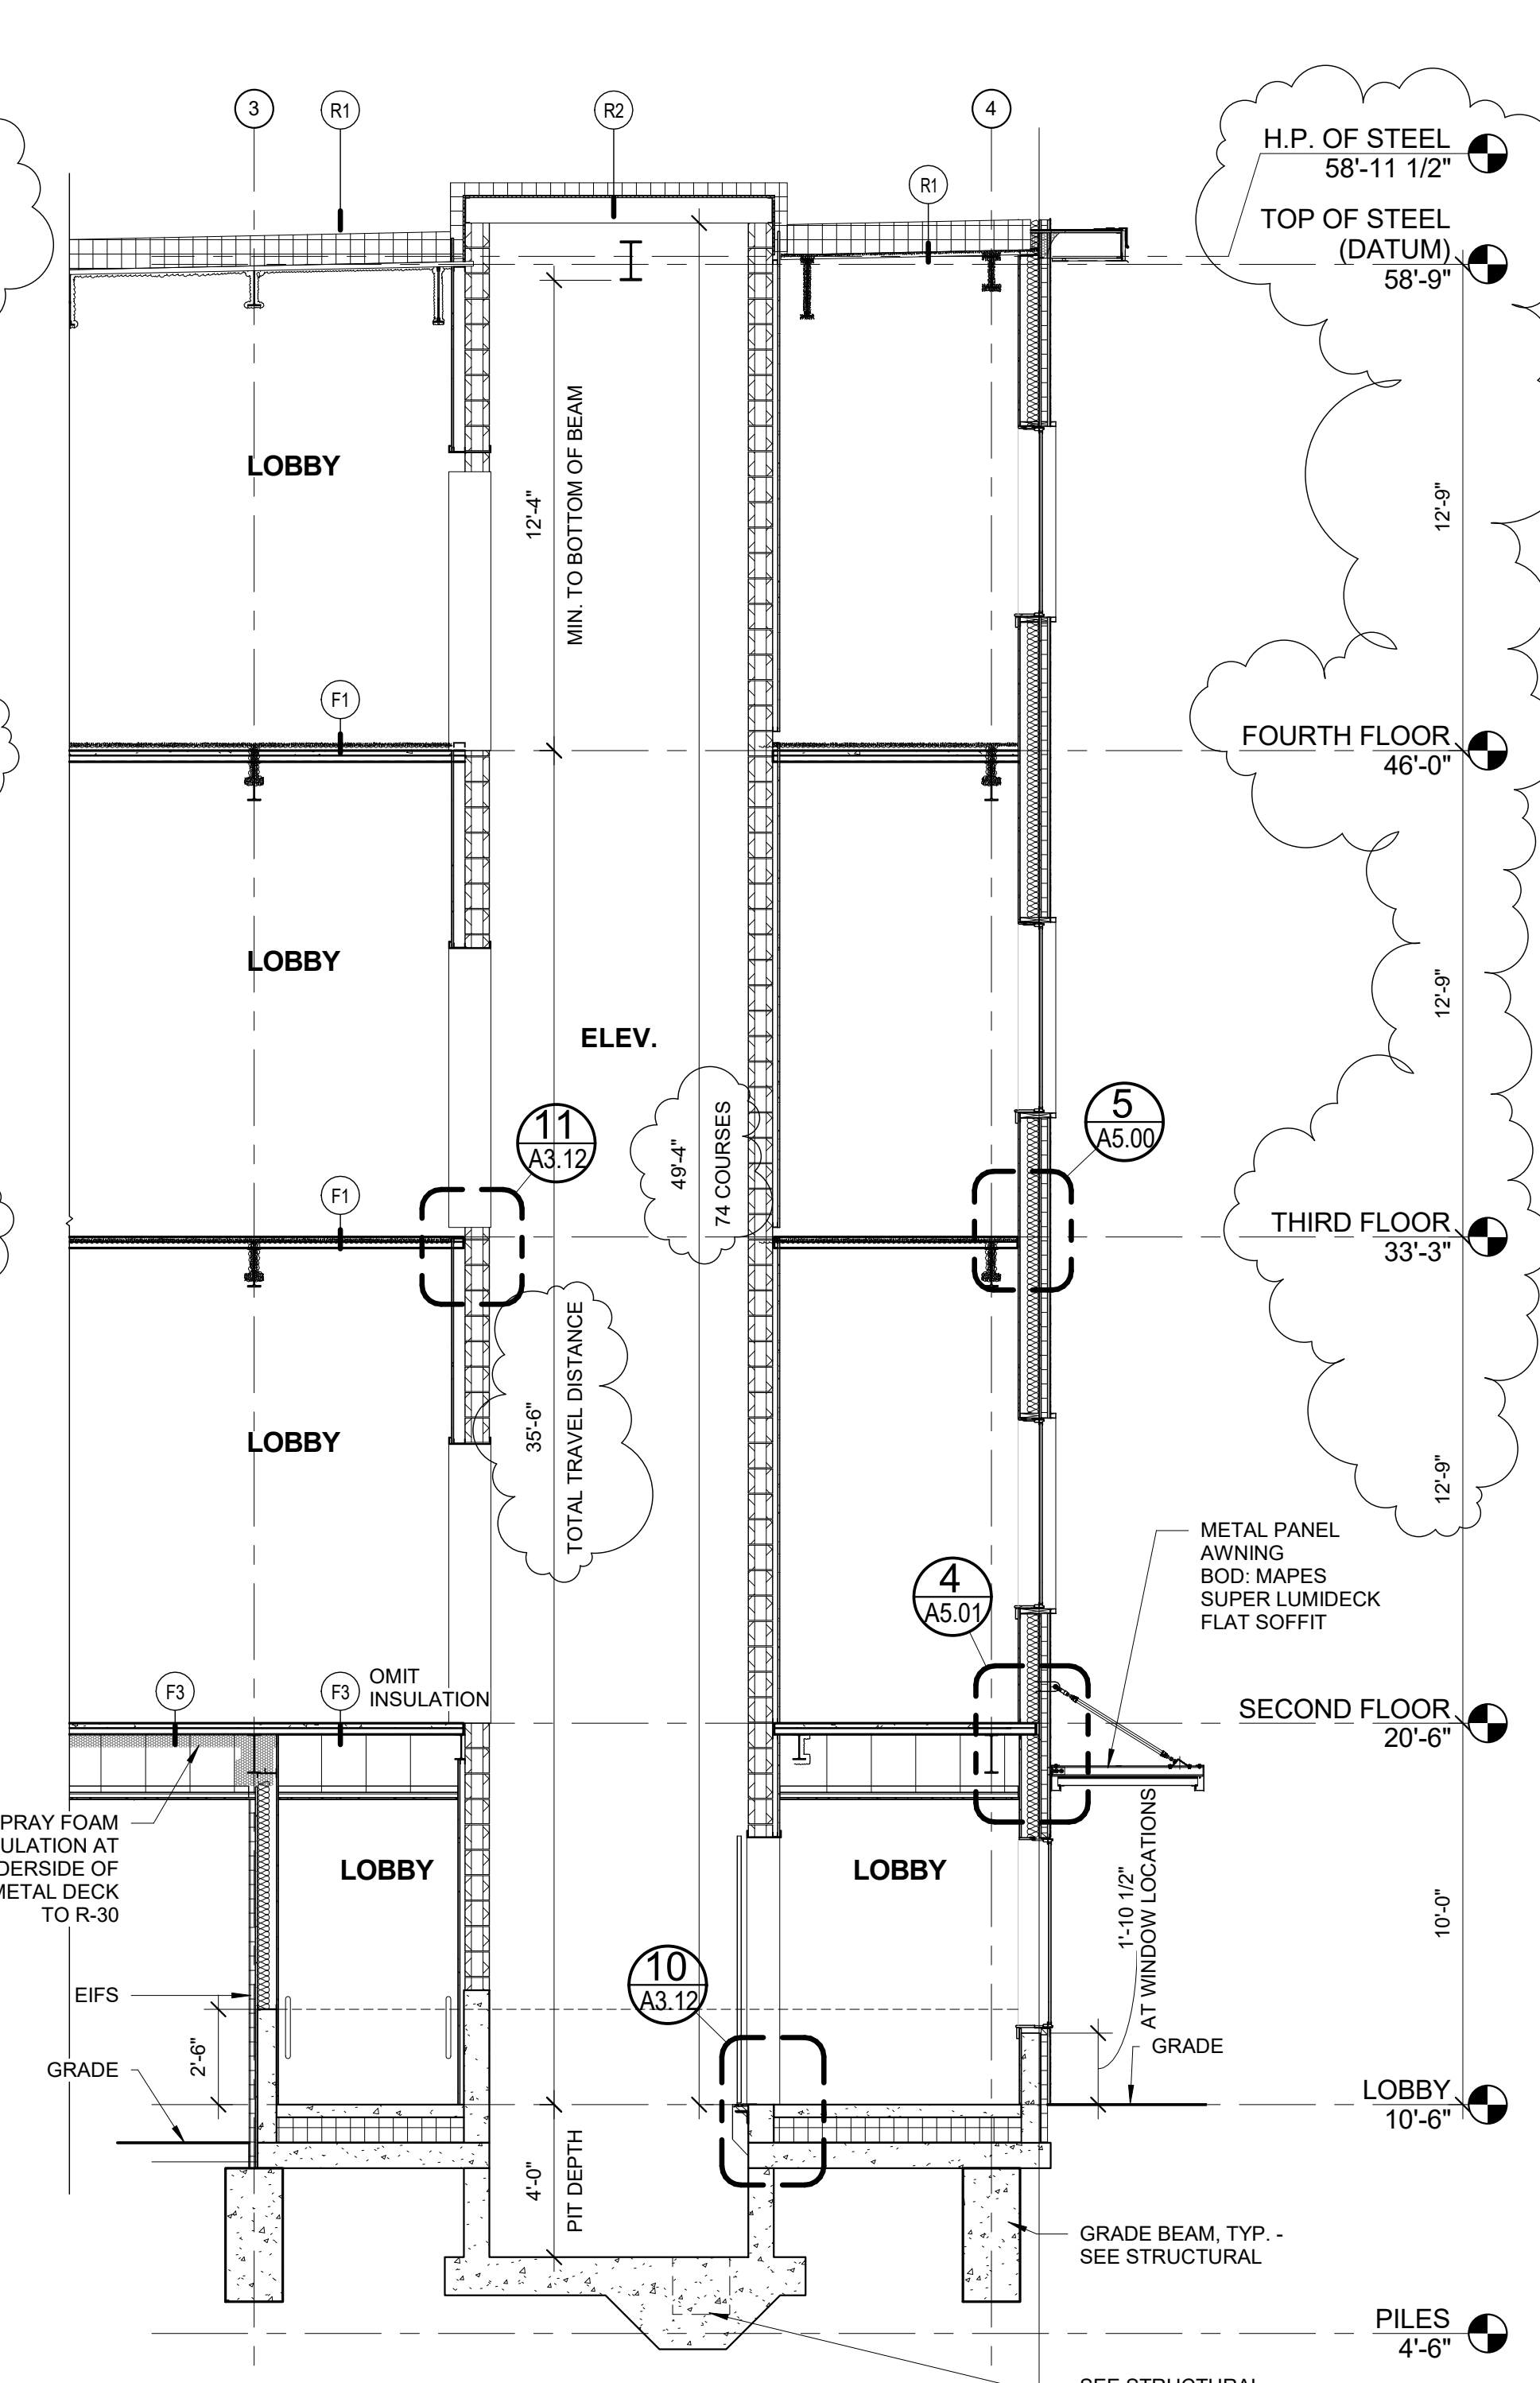 3
R1
R2
4
R1
H.P. OF STEEL
58'-11 1/2"
TOP OF STEEL
(DATUM)
58'-9"
LOBBY
12'-4"
MIN. TO BOTTOM OF BEAM
12'-9"
F1
FOURTH FLOOR
46'-0"
LOBBY
ELEV.
12'-9"
11
A3.12
49'-4"
74 COURSES
5
A5.00
F1
THIRD FLOOR
33'-3"
LOBBY
35'-6"
TOTAL TRAVEL DISTANCE
12'-9"
METAL PANEL
AWNING
BOD: MAPES
SUPER LUMIDECK
FLAT SOFFIT
4
A5.01
F3
F3
OMIT
INSULATION
SECOND FLOOR
20'-6"
PRAY FOAM
ULATION AT
DERSIDE OF
METAL DECK
TO R-30
LOBBY
LOBBY
1'-10 1/2"
AT WINDOW LOCATIONS
10'-0"
10
A3.12
EIFS
2'-6"
GRADE
GRADE
LOBBY
10'-6"
4'-0"
PIT DEPTH
GRADE BEAM, TYP. -
SEE STRUCTURAL
PILES
4'-6"
SEE STRUCTURAL